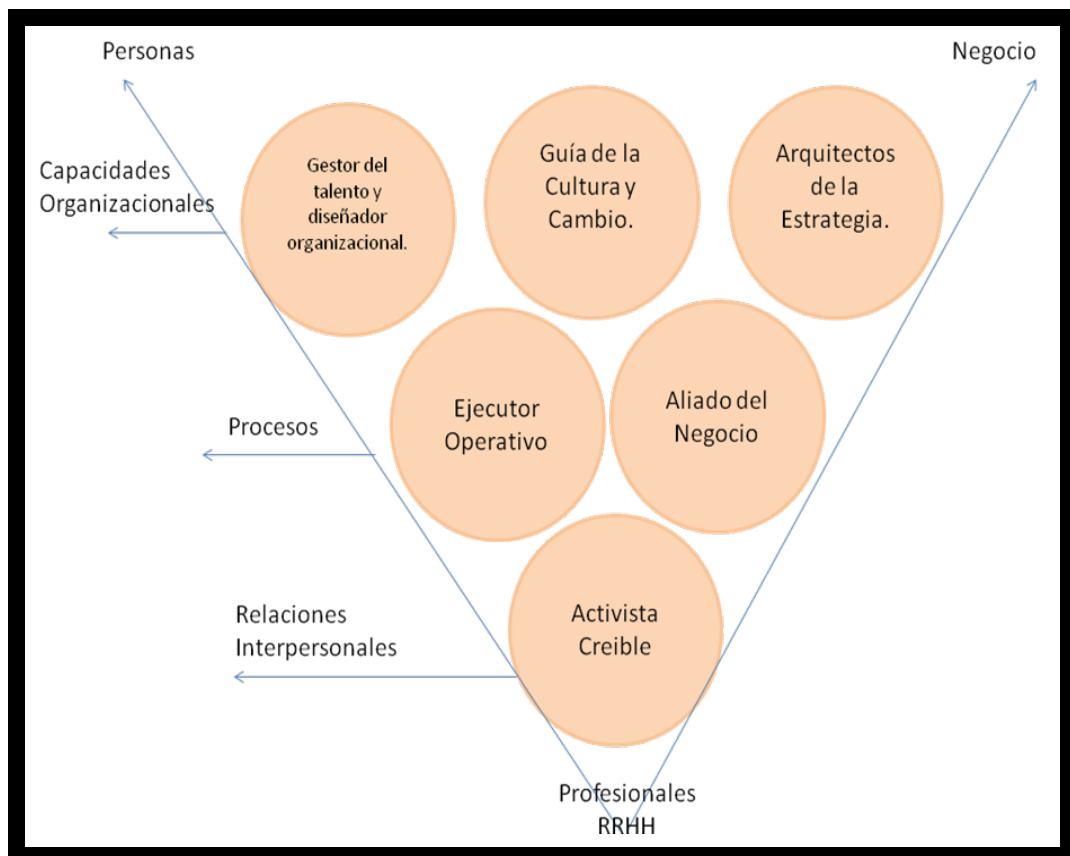 Personas
Negocio
Capacidades
Organizacionales
Gestor del
talento y
diseñador
organizacional.
Guía de la
Cultura y
Cambio.
Arquitectos
de la
Estrategia.
Procesos
Ejecutor
Operativo
Aliado del
Negocio
Relaciones
Interpersonales
Activista
Creible
Profesionales
RRHH